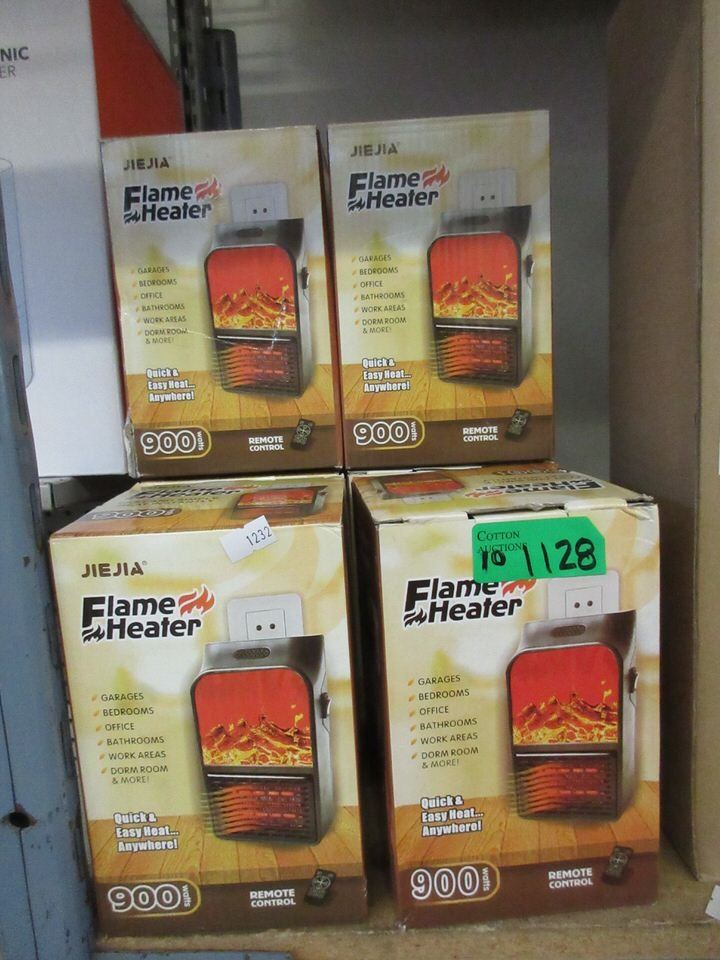 NIC
ER
JIEJIA
Flame
Heater
GARAGES
BEDROOMS
OFFICE
BATHROOMS
WORK AREAS
DORM ROOM
& MORE!
Quick &
Easy Heat...
Anywhere!
900 watts
REMOTE
CONTROL
JIEJIA
Flame
Heater
GARAGES
BEDROOMS
OFFICE
BATHROOMS
WORK AREAS
DORM ROOM
& MORE!
Quick &
Easy Heat...
Anywhere!
900 watts
REMOTE
CONTROL
Flame
900
1232
JIEJIA®
Flame
Heater
GARAGES
BEDROOMS
OFFICE
BATHROOMS
WORK AREAS
DORM ROOM
& MORE!
Quick &
Easy Heat...
Anywhere!
900 watts
REMOTE
CONTROL
Flame
COTTON
AUCTIONS
10 1128
Flame
Heater
GARAGES
BEDROOMS
OFFICE
BATHROOMS
WORK AREAS
DORM ROOM
& MORE!
Quick &
Easy Heat...
Anywhere!
900 watts
REMOTE
CONTROL